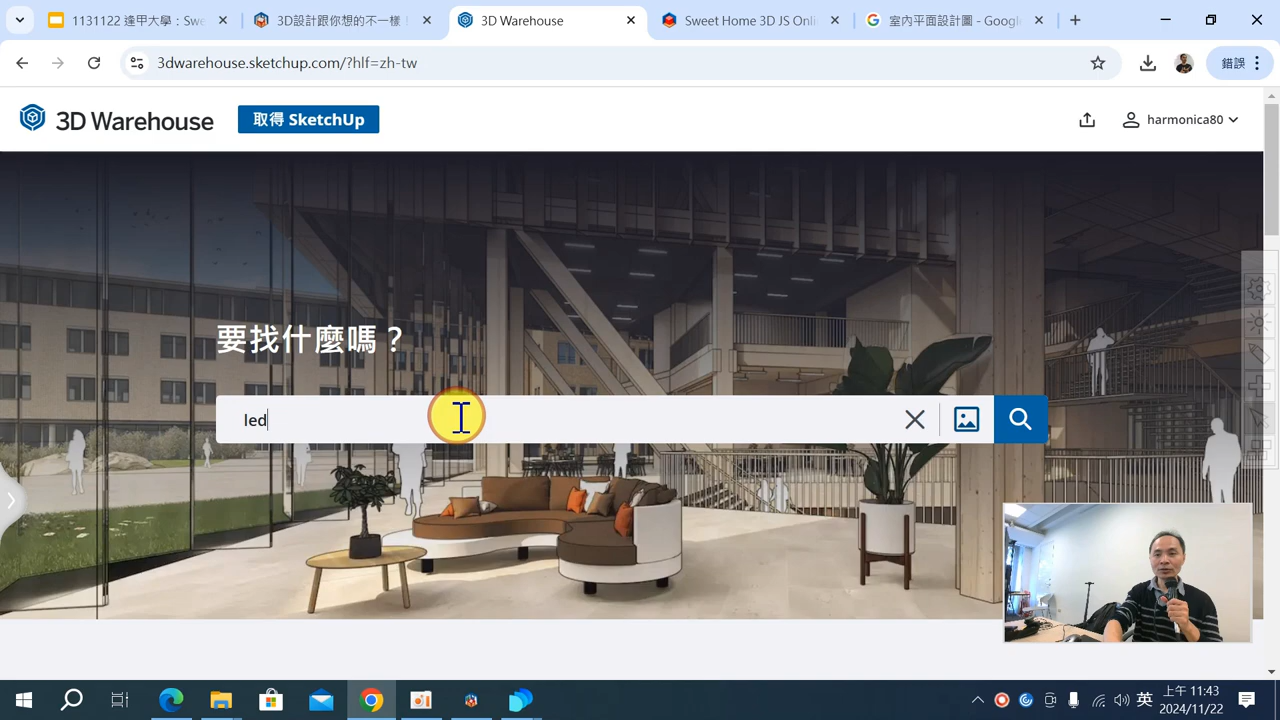 1131122 逢甲大學：Swe
3D設計跟你想的不一樣！
3D Warehouse
Sweet Home 3D JS Onli
室內平面設計圖 - Googl
3dwarehouse.sketchup.com/?hlf=zh-tw
錯誤
3D Warehouse
取得 SketchUp
harmonica80
要找什麼嗎？
led
英
上午 11:43
2024/11/22